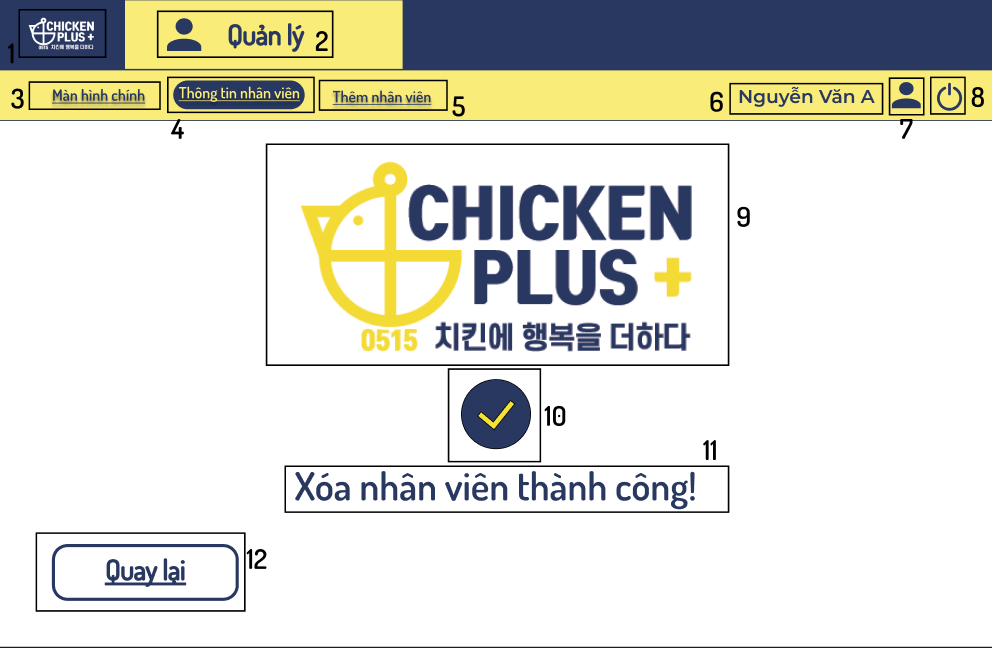 CHICKEN
PLUS +
0515 치킨에 행복을 더하다
1
Quản lý
2
3
Màn hình chính
Thông tin nhân viên
4
Thêm nhân viên
5
6
Nguyễn Văn A
7
8
CHICKEN
PLUS +
0515 치킨에 행복을 더하다
9
10
11
Xóa nhân viên thành công!
Quay lại
12